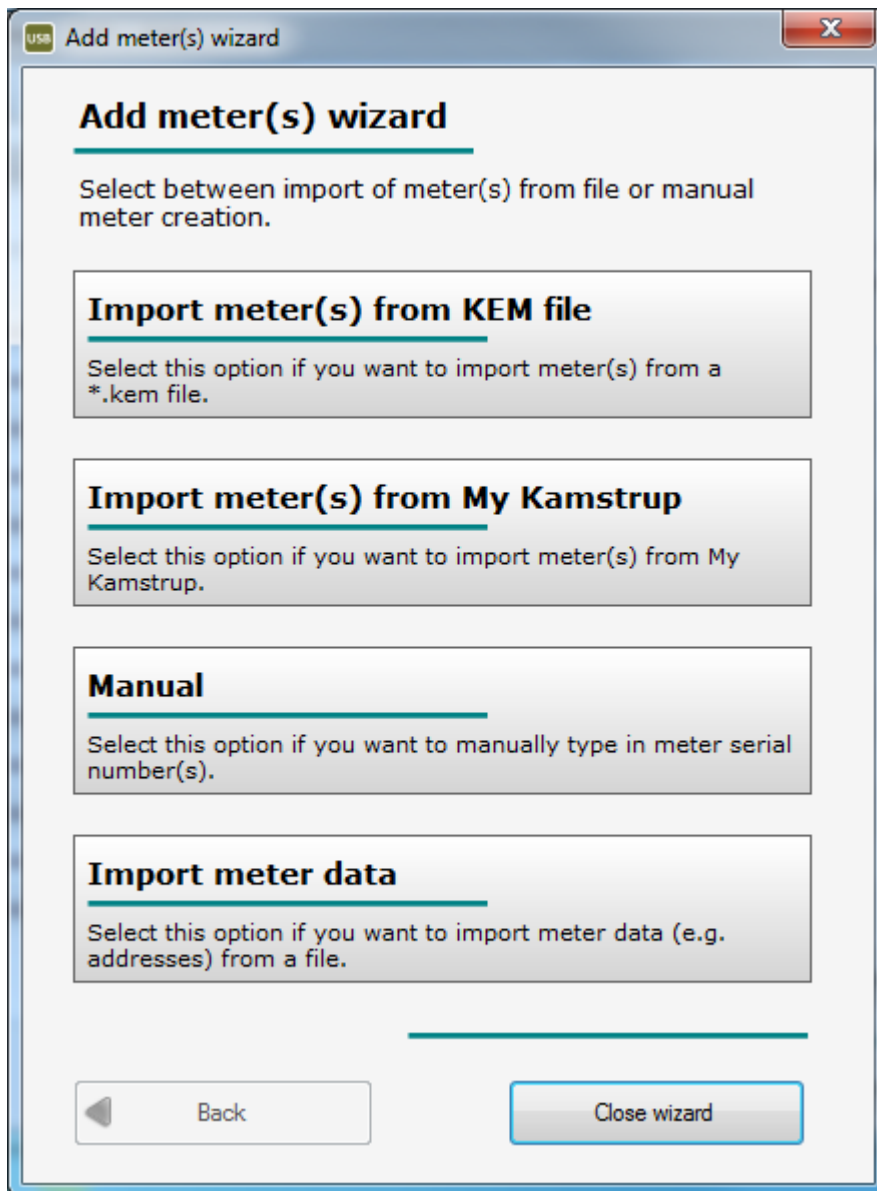 USB Add meter(s) wizard
Add meter(s) wizard
Select between import of meter(s) from file or manual
meter creation.
Import meter(s) from KEM file
Select this option if you want to import meter(s) from a
*.kem file.
Import meter(s) from My Kamstrup
Select this option if you want to import meter(s) from My
Kamstrup.
Manual
Select this option if you want to manually type in meter serial
number(s).
Import meter data
Select this option if you want to import meter data (e.g.
addresses) from a file.
Back
Close wizard